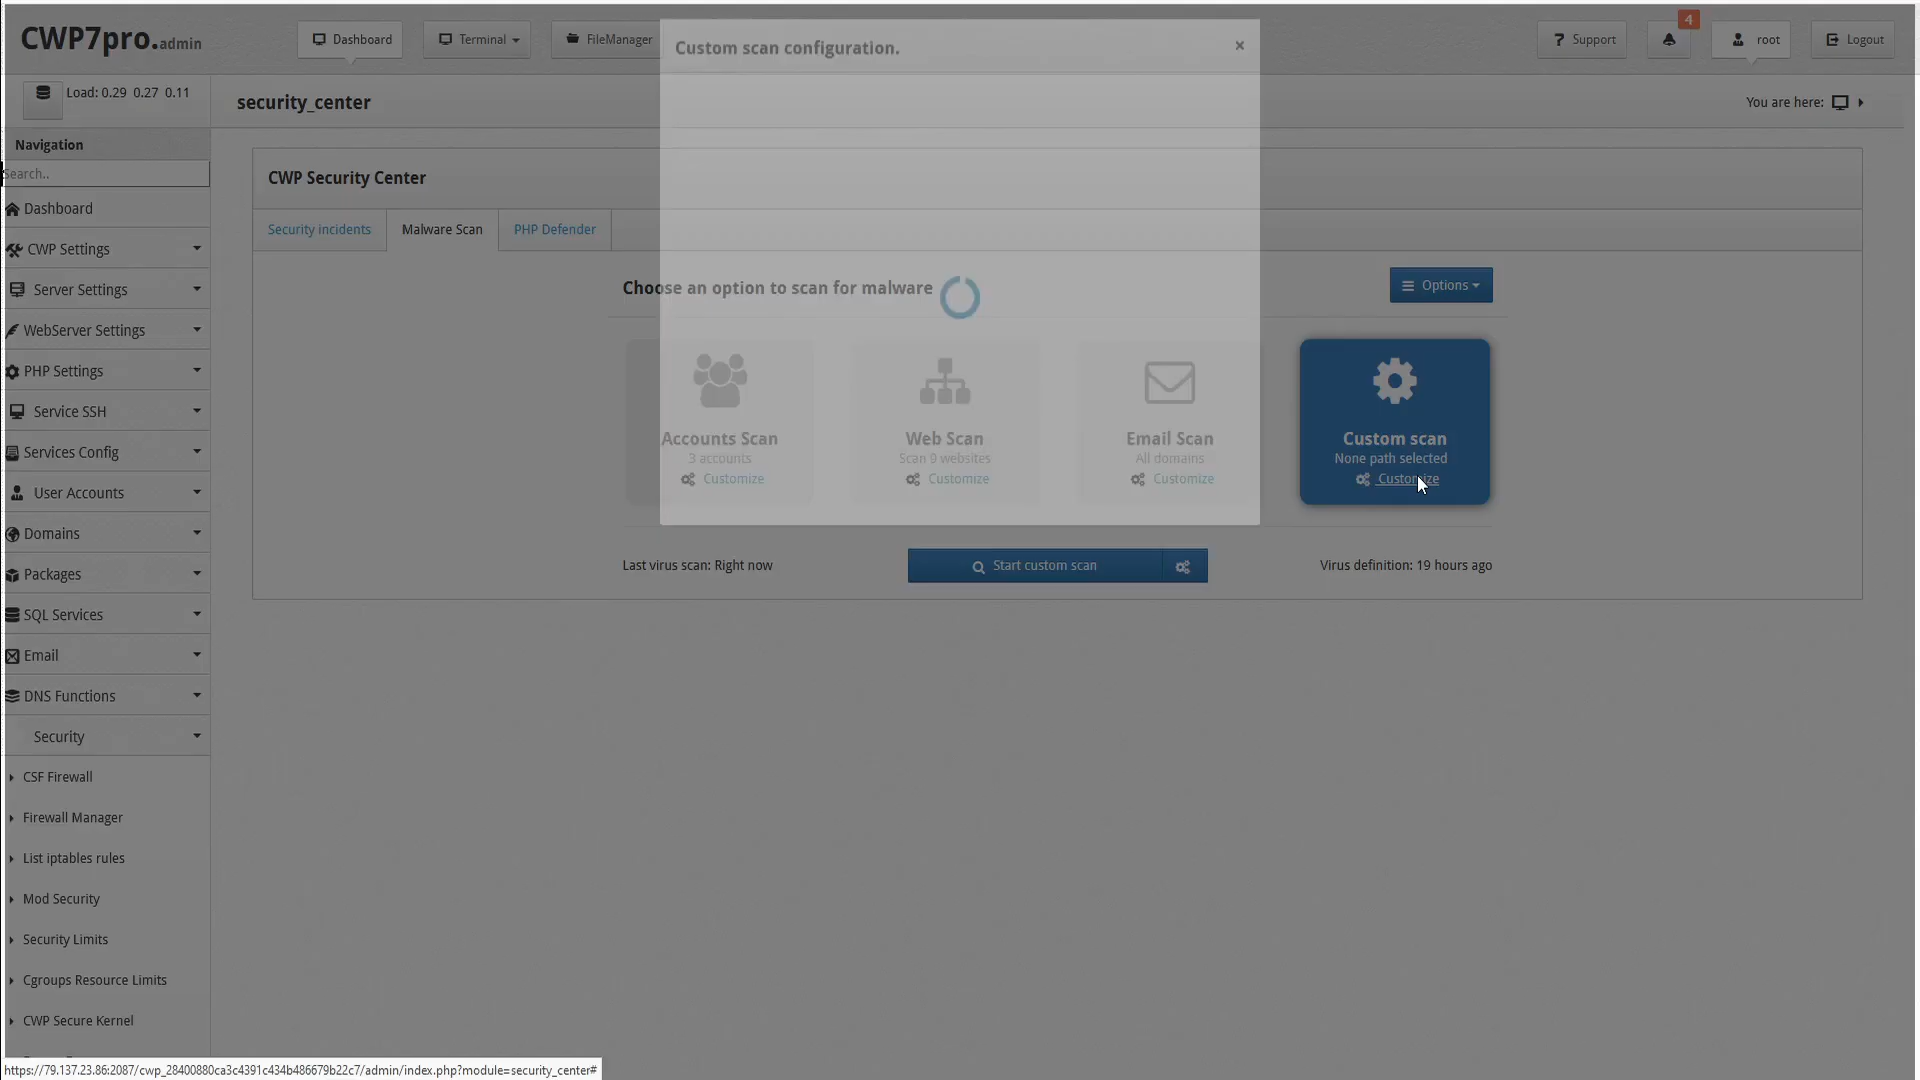 CWP7pro.admin
Dashboard
Terminal
FileManager
Custom scan configuration.
×
4
Support
root
Logout
Load: 0.29 0.27 0.11
security_center
You are here:
Navigation
Search..
Dashboard
CWP Settings
Server Settings
WebServer Settings
PHP Settings
Service SSH
Services Config
User Accounts
Domains
Packages
SQL Services
Email
DNS Functions
Security
CSF Firewall
Firewall Manager
List iptables rules
Mod Security
Security Limits
Cgroups Resource Limits
CWP Secure Kernel
CWP Security Center
Security incidents
Malware Scan
PHP Defender
Choose an option to scan for malware
Options
Accounts Scan
3 accounts
Customize
Web Scan
Scan 9 websites
Customize
Email Scan
All domains
Customize
Custom scan
None path selected
Customize
Last virus scan: Right now
Start custom scan
Virus definition: 19 hours ago
https://79.137.23.86:2087/cwp_28400880ca3c4391c434b486679b22c7/admin/index.php?module=security_center#